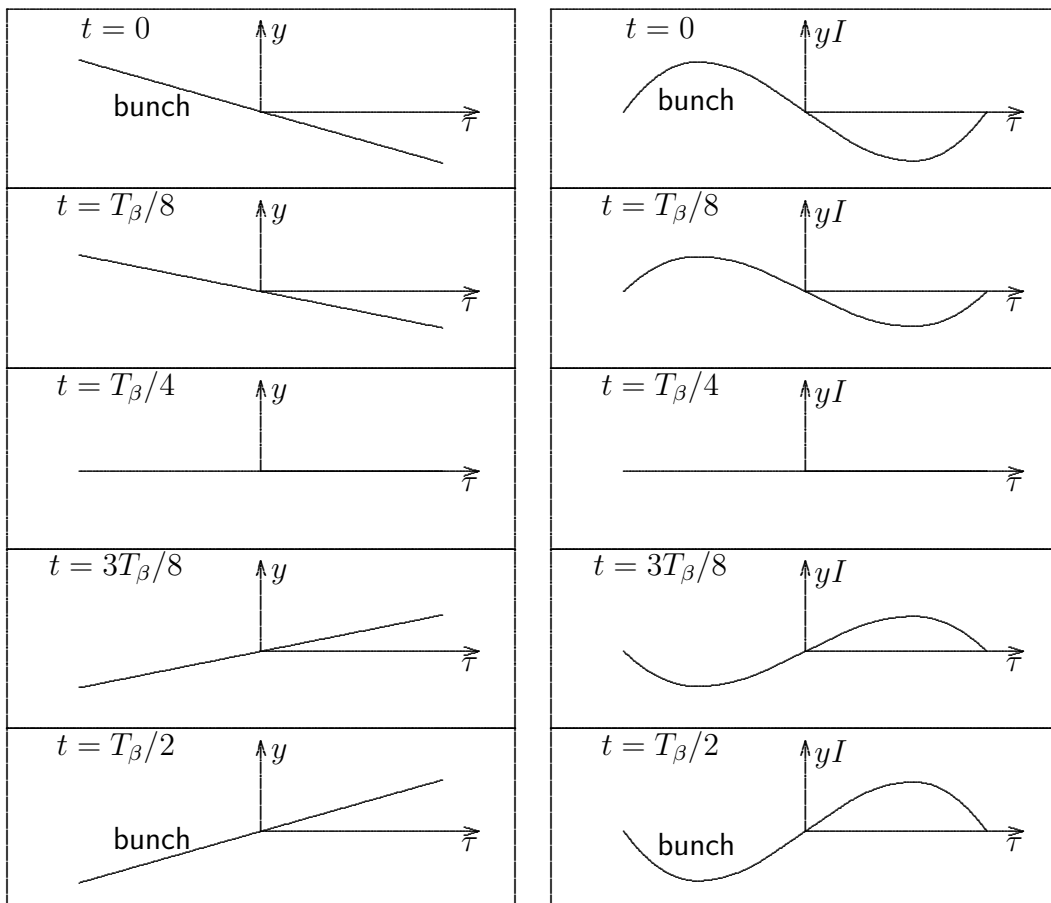 t = 0
y
bunch
τ
t = T_β/8
y
τ
t = T_β/4
y
τ
t = 3T_β/8
y
τ
t = T_β/2
y
bunch
τ
t = 0
yI
bunch
τ
t = T_β/8
yI
τ
t = T_β/4
yI
τ
t = 3T_β/8
yI
τ
t = T_β/2
yI
bunch
τ